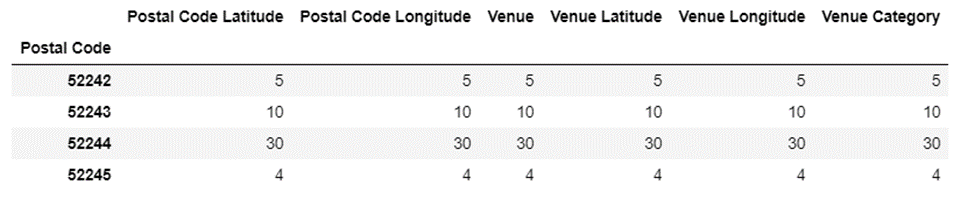 Postal Code Latitude Postal Code Longitude Venue Venue Latitude Venue Longitude Venue Category
Postal Code
52242 5 5 5 5 5 5
52243 10 10 10 10 10 10
52244 30 30 30 30 30 30
52245 4 4 4 4 4 4